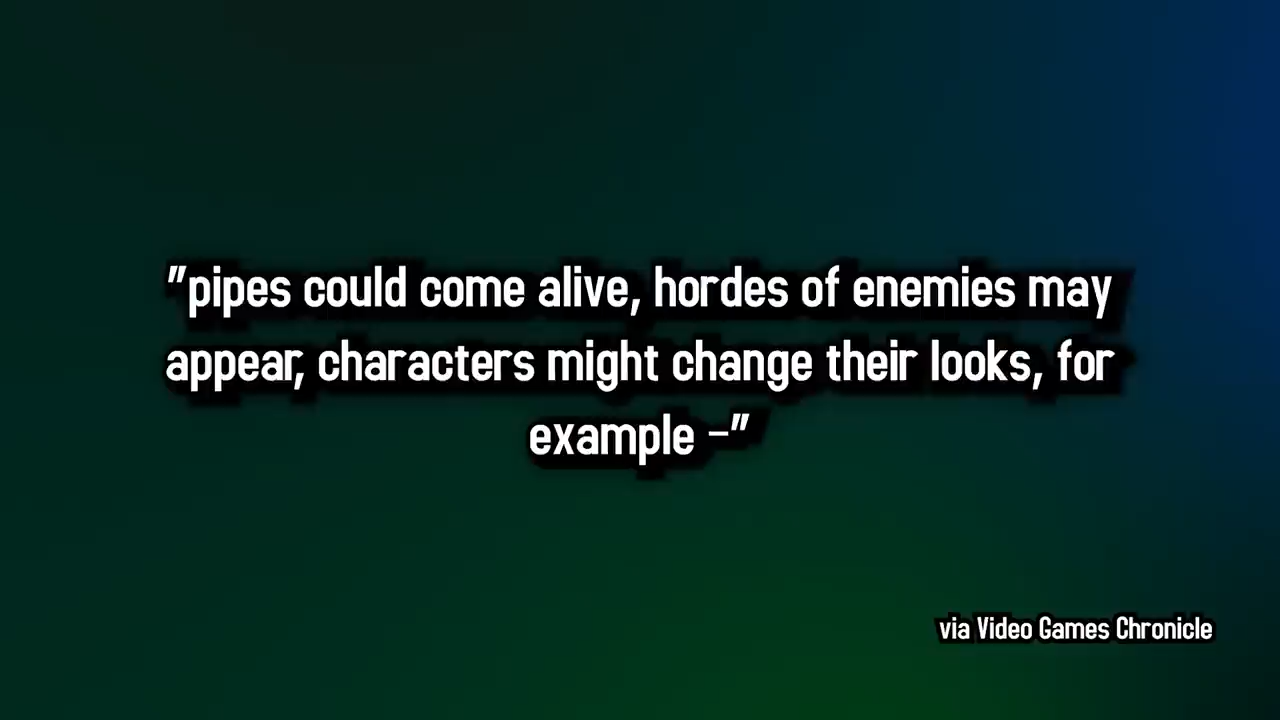 "pipes could come alive, hordes of enemies may
appear, characters might change their looks, for
example -"
via Video Games Chronicle